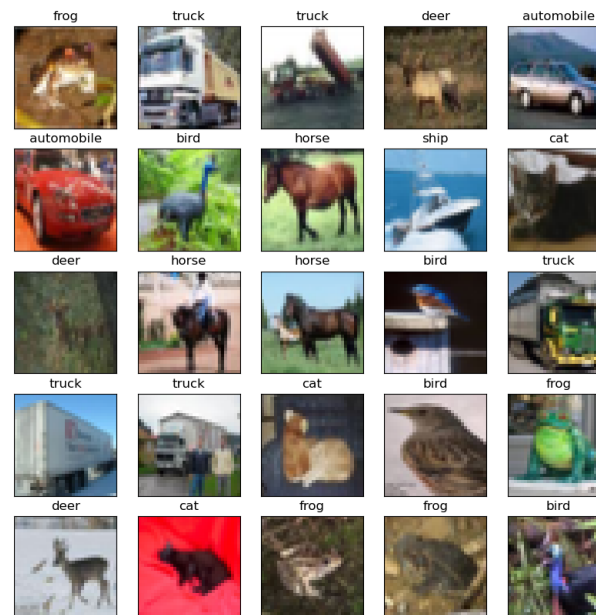 frog truck truck deer automobile
automobile bird horse ship cat
deer horse horse bird truck
truck truck cat bird frog
deer cat frog frog bird